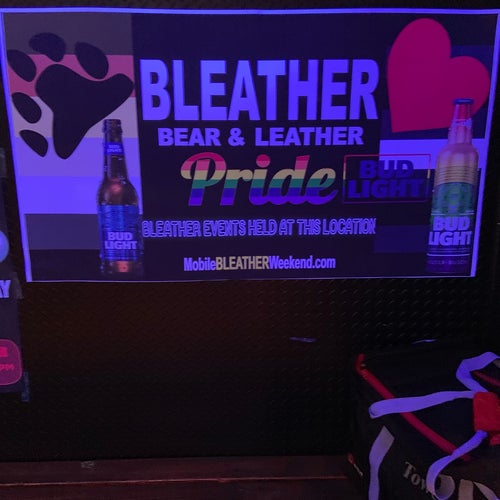 BLEATHER
BEAR & LEATHER
Pride
BUD
LIGHT
BLEATHER EVENTS HELD AT THIS LOCATION
MobileBLEATHERWeekend.com
BUD
LIGHT
BUD
LIGHT